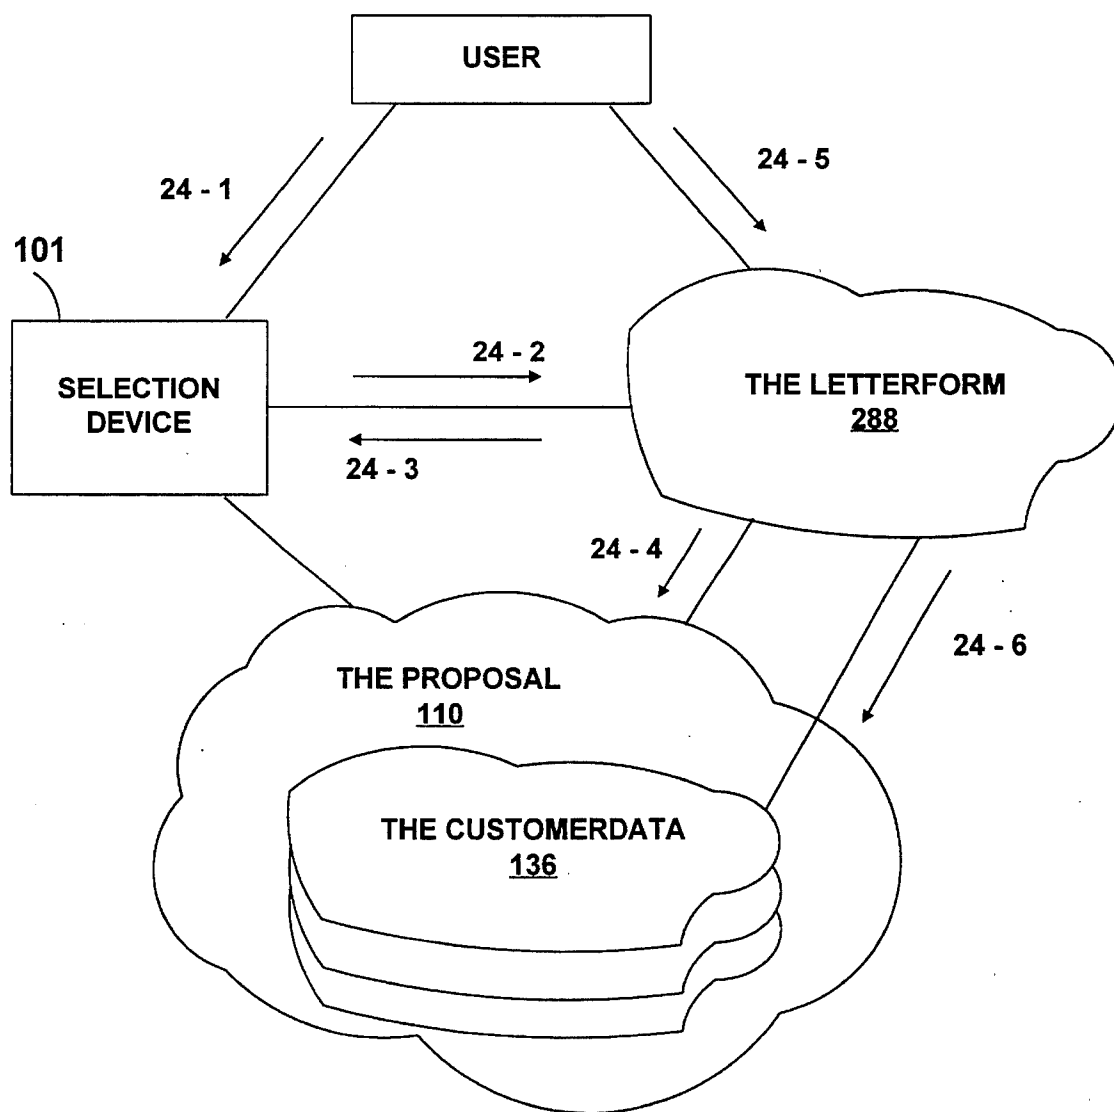 USER
24 - 1
24 - 5
101
SELECTION
DEVICE
24 - 2
24 - 3
THE LETTERFORM
288
24 - 4
24 - 6
THE PROPOSAL
110
THE CUSTOMERDATA
136